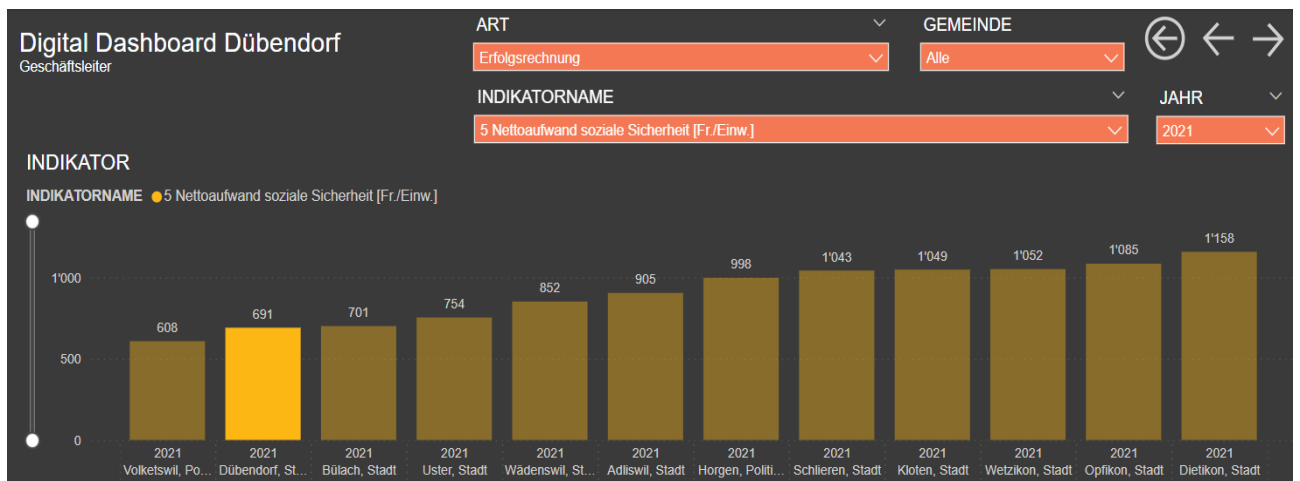 Digital Dashboard Dübendorf
Geschäftsleiter
ART
Erfolgsrechnung
GEMEINDE
Alle
INDIKATORNAME
5 Nettoaufwand soziale Sicherheit [Fr./Einw.]
JAHR
2021
INDIKATOR
INDIKATORNAME 5 Nettoaufwand soziale Sicherheit [Fr./Einw.]
1'000
500
0
608 691 701 754 852 905 998 1'043 1'049 1'052 1'085 1'158
2021 2021 2021 2021 2021 2021 2021 2021 2021 2021 2021 2021
Volketswil, Po... Dübendorf, St... Bülach, Stadt Uster, Stadt Wädenswil, St... Adliswil, Stadt Horgen, Politi... Schlieren, Stadt Kloten, Stadt Wetzikon, Stadt Opfikon, Stadt Dietikon, Stadt